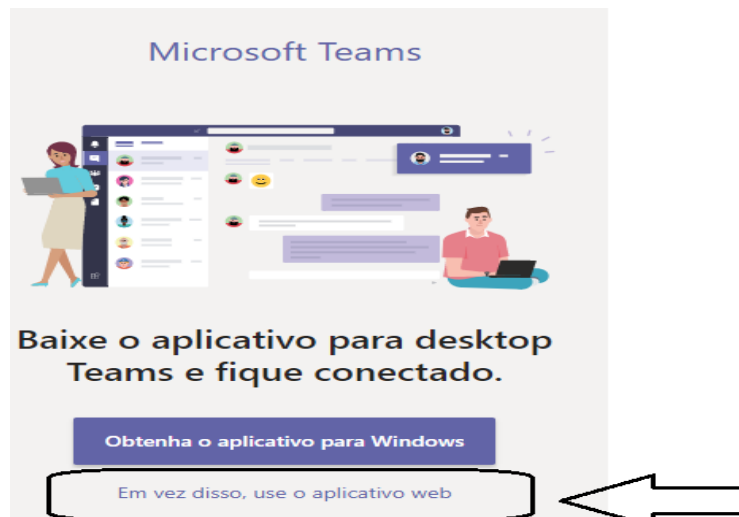 Microsoft Teams
Baixe o aplicativo para desktop
Teams e fique conectado.
Obtenha o aplicativo para Windows
Em vez disso, use o aplicativo web